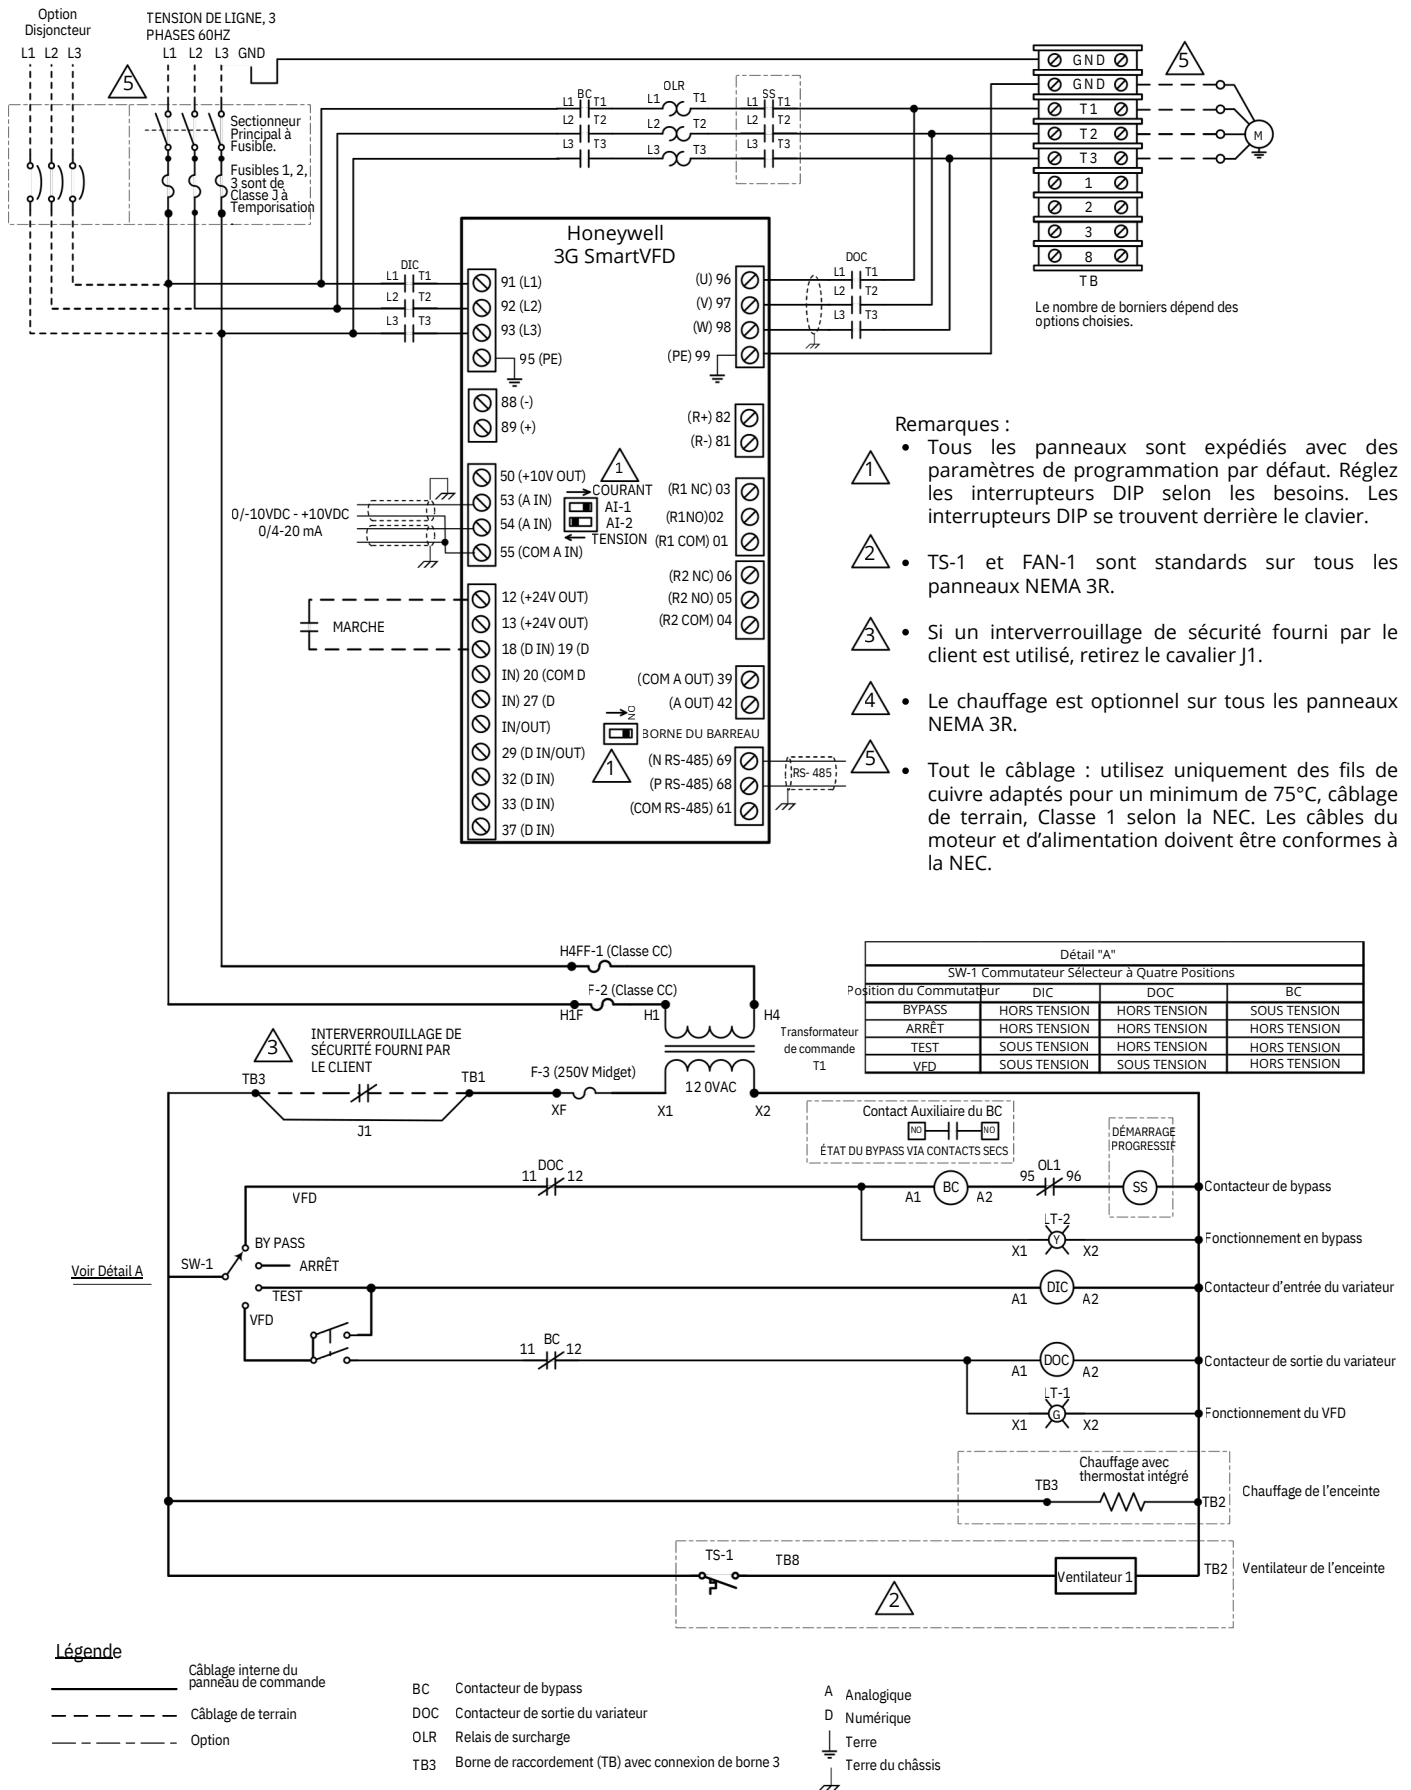 Option
Disjoncteur
L1 L2 L3
TENSION DE LIGNE, 3
PHASES 60HZ
L1 L2 L3 GND
5
Sectionneur
Principal à
Fusible.
Fusibles 1, 2,
3 sont de
Classe J à
Temporisation
BC
L1 T1
L2 T2
L3 T3
OLR
L1 T1
L2 T2
L3 T3
SS
L1 T1
L2 T2
L3 T3
GND
GND
T1
T2
T3
1
2
3
8
TB
5
M
Le nombre de borniers dépend des
options choisies.
DIC
L1 T1
L2 T2
L3 T3
Honeywell
3G SmartVFD
91 (L1)
92 (L2)
93 (L3)
95 (PE)
88 (-)
89 (+)
50 (+10V OUT)
53 (A IN)
54 (A IN)
55 (COM A IN)
12 (+24V OUT)
13 (+24V OUT)
18 (D IN) 19 (D
IN) 20 (COM D
IN) 27 (D
IN/OUT)
29 (D IN/OUT)
32 (D IN)
33 (D IN)
37 (D IN)
1
COURANT
AI-1
AI-2
TENSION
ON
BORNE DU BARREAU
1
(U) 96
(V) 97
(W) 98
(PE) 99
(R+) 82
(R-) 81
(R1 NC) 03
(R1NO)02
(R1 COM) 01
(R2 NC) 06
(R2 NO) 05
(R2 COM) 04
(COM A OUT) 39
(A OUT) 42
(N RS-485) 69
(P RS-485) 68
(COM RS-485) 61
RS- 485
DOC
L1 T1
L2 T2
L3 T3
0/-10VDC - +10VDC
0/4-20 mA
MARCHE
Remarques :
1 • Tous les panneaux sont expédiés avec des
paramètres de programmation par défaut. Réglez
les interrupteurs DIP selon les besoins. Les
interrupteurs DIP se trouvent derrière le clavier.
2 • TS-1 et FAN-1 sont standards sur tous les
panneaux NEMA 3R.
3 • Si un interverrouillage de sécurité fourni par le
client est utilisé, retirez le cavalier J1.
4 • Le chauffage est optionnel sur tous les panneaux
NEMA 3R.
5 • Tout le câblage : utilisez uniquement des fils de
cuivre adaptés pour un minimum de 75°C, câblage
de terrain, Classe 1 selon la NEC. Les câbles du
moteur et d’alimentation doivent être conformes à
la NEC.
H4FF-1 (Classe CC)
F-2 (Classe CC)
H1F H1 H4
Transformateur
de commande
T1
12 0VAC
Détail "A"
SW-1 Commutateur Sélecteur à Quatre Positions
Position du Commutateur DIC DOC BC
BYPASS HORS TENSION HORS TENSION SOUS TENSION
ARRÊT HORS TENSION HORS TENSION HORS TENSION
TEST SOUS TENSION HORS TENSION HORS TENSION
VFD SOUS TENSION SOUS TENSION HORS TENSION
3
INTERVERROUILLAGE DE
SÉCURITÉ FOURNI PAR
LE CLIENT
TB3 TB1
J1
F-3 (250V Midget)
XF X1 X2
Contact Auxiliaire du BC
NO NO
ÉTAT DU BYPASS VIA CONTACTS SECS
DÉMARRAGE
PROGRESSIF
VFD
DOC
11 12
A1 BC A2
OL1
95 96
SS
Contacteur de bypass
LT-2
X1 Y X2
Fonctionnement en bypass
Voir Détail A
SW-1
BY PASS
ARRÊT
TEST
VFD
A1 DIC A2
Contacteur d’entrée du variateur
BC
11 12
A1 DOC A2
Contacteur de sortie du variateur
LT-1
X1 G X2
Fonctionnement du VFD
Chauffage avec
thermostat intégré
TB3
TB2
Chauffage de l’enceinte
TS-1
TB8
Ventilateur 1
TB2
Ventilateur de l’enceinte
2
Légende
Câblage interne du
panneau de commande
Câblage de terrain
Option
BC Contacteur de bypass
DOC Contacteur de sortie du variateur
OLR Relais de surcharge
TB3 Borne de raccordement (TB) avec connexion de borne 3
A Analogique
D Numérique
Terre
Terre du châssis